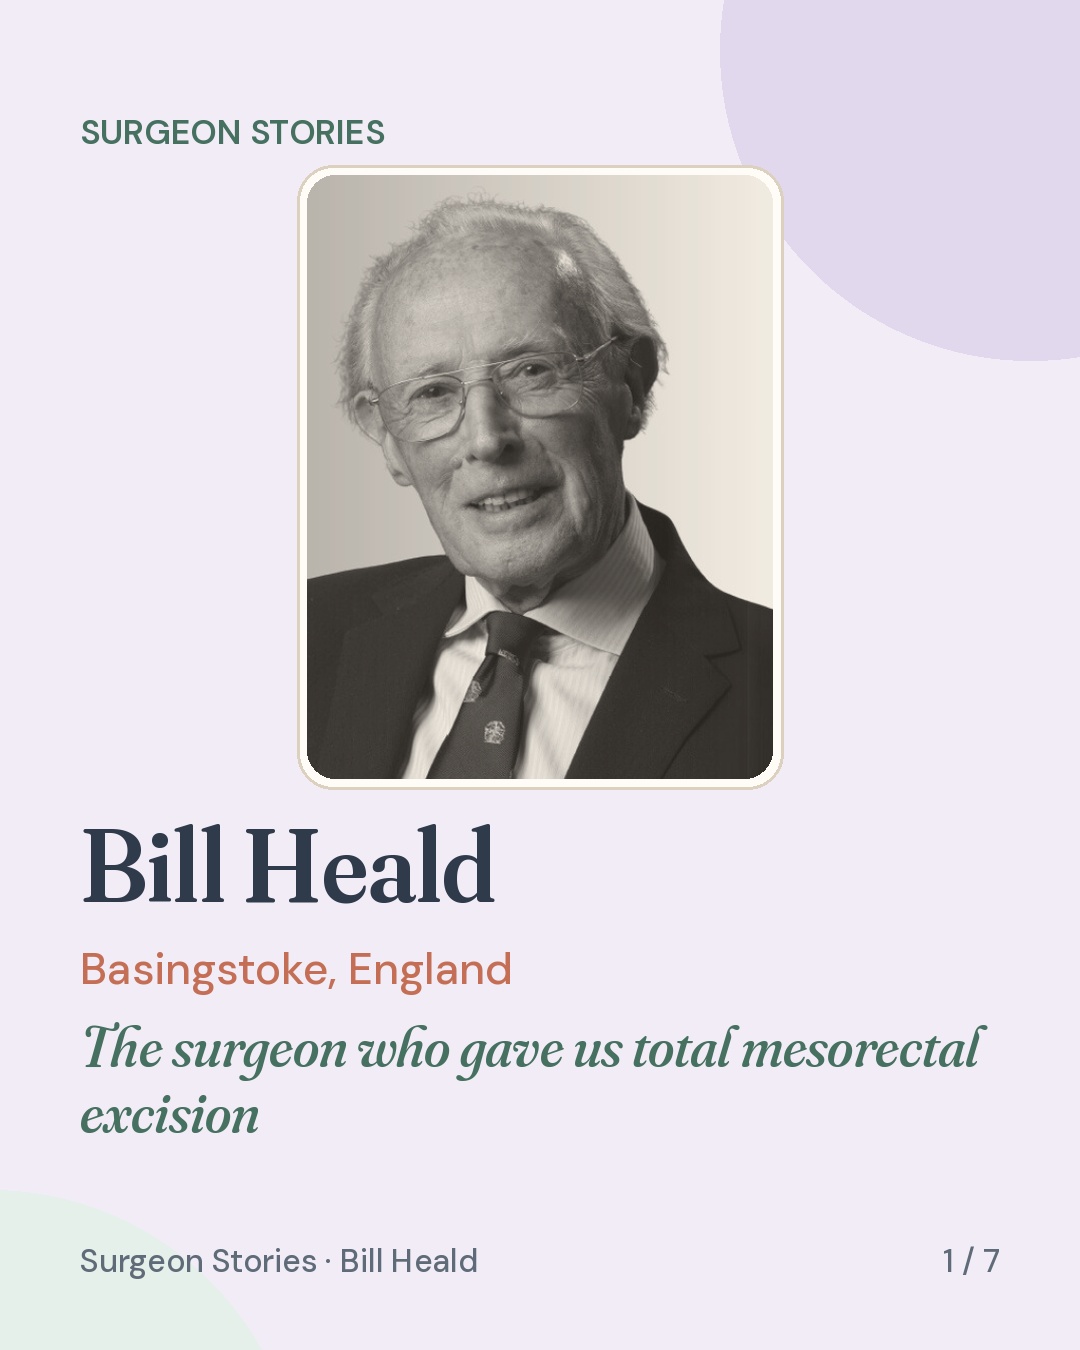 SURGEON STORIES
Bill Heald
Basingstoke, England
The surgeon who gave us total mesorectal
excision
Surgeon Stories · Bill Heald
1 / 7